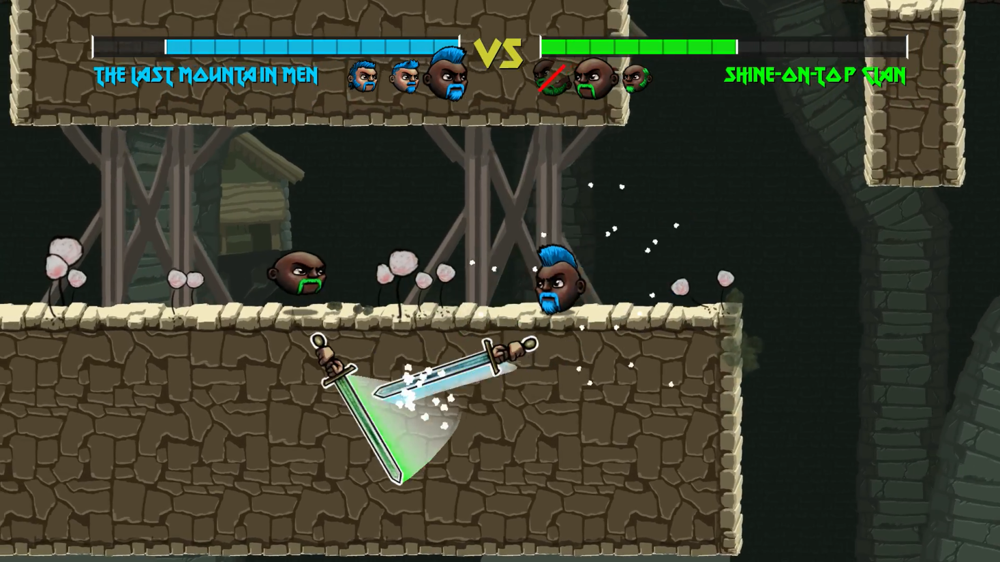 VS
THE LAST MOUNTAIN MEN
SHINE-ON-TOP CLAN